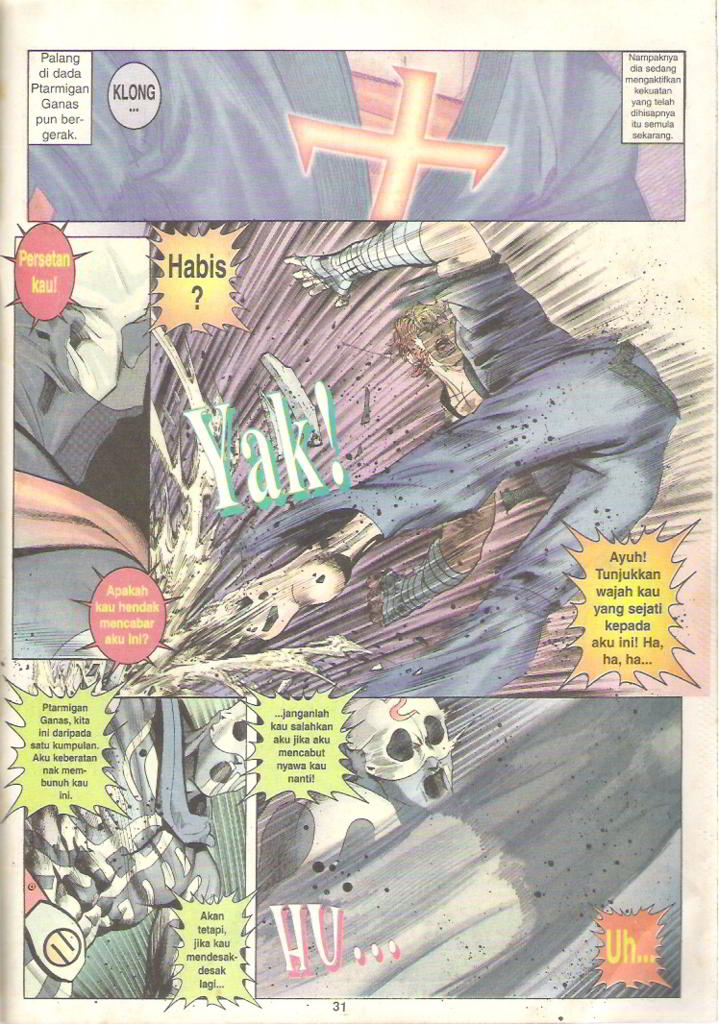 Palang
di dada
Ptarmigan
Ganas
pun ber-
gerak.
KLONG
...
Nampaknya
dia sedang
mengaktifkan
kekuatan
yang telah
dihisapnya
itu semula
sekarang.
Persetan
kau!
Habis
?
Yak!
Apakah
kau hendak
mencabar
aku ini?
Ayuh!
Tunjukkan
wajah kau
yang sejati
kepada
aku ini! Ha,
ha, ha...
Ptarmigan
Ganas, kita
ini daripada
satu kumpulan.
Aku keberatan
nak mem-
bunuh kau
ini.
Akan
tetapi,
jika kau
mendesak-
desak
lagi...
...janganlah
kau salahkan
aku jika aku
mencabut
nyawa kau
nanti!
HU...
Uh...
31